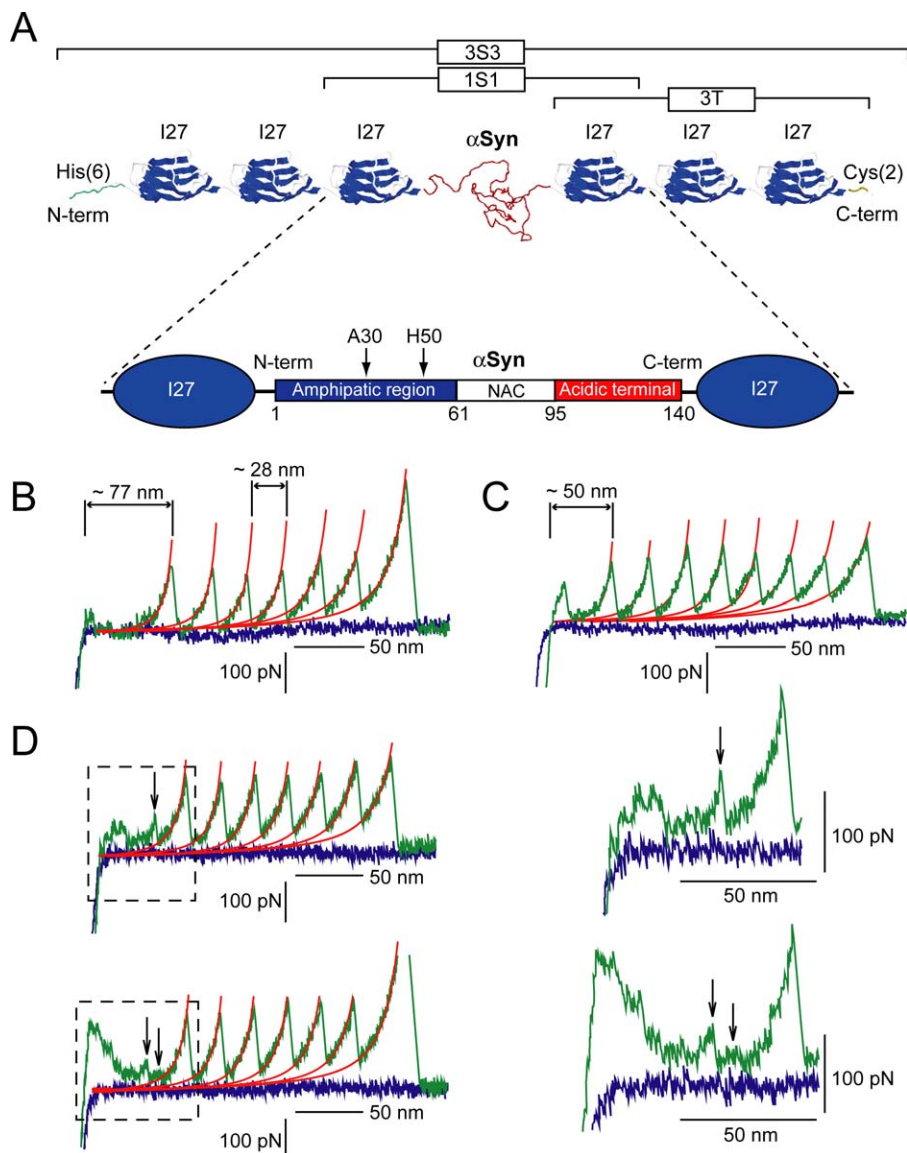 A
3S3
1S1
3T
I27 I27 I27 αSyn I27 I27 I27
His(6) Cys(2)
N-term C-term
A30 H50
N-term αSyn C-term
I27 Amphipatic region NAC Acidic terminal I27
1 61 95 140
B
~ 77 nm
~ 28 nm
50 nm
100 pN
C
~ 50 nm
50 nm
100 pN
D
50 nm
100 pN
100 pN
50 nm
50 nm
100 pN
100 pN
50 nm